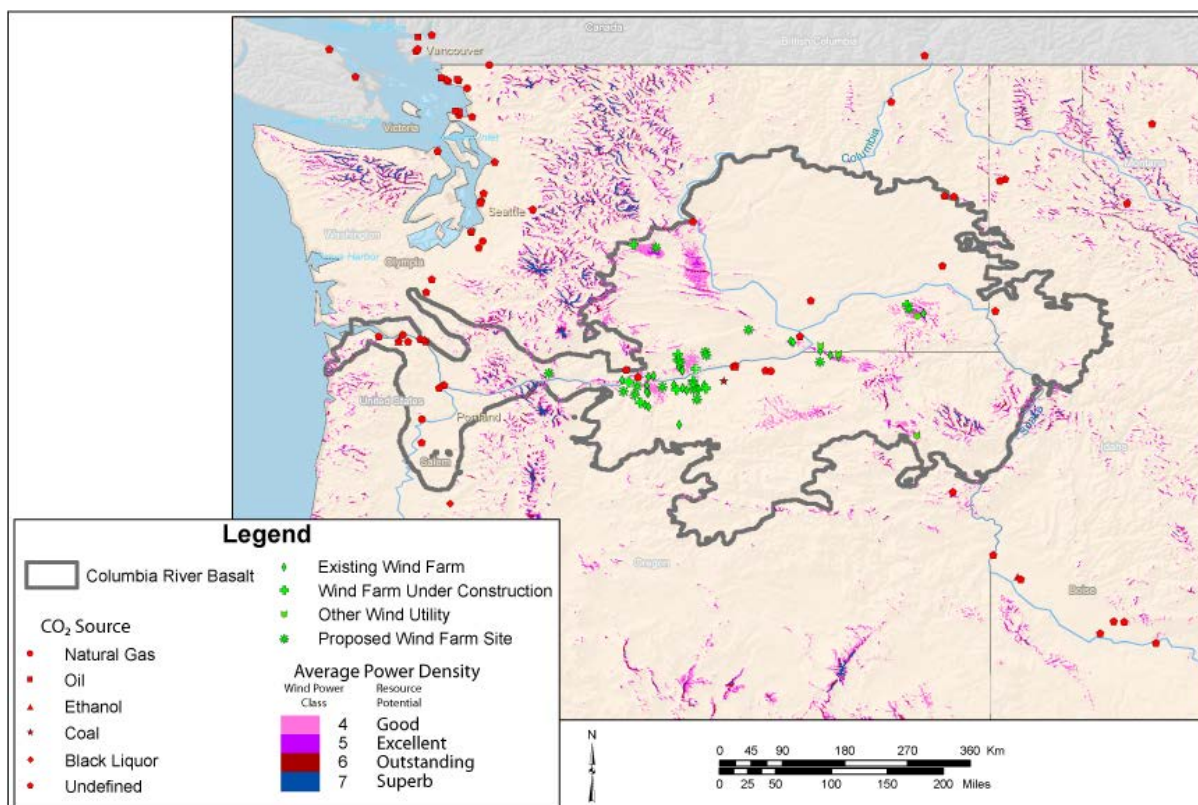 Canada
British Columbia
Vancouver
Victoria
Columbia
Montana
Seattle
Washington
Olympia
United States
Portland
Snake
Salem
Idaho
Oregon
Boise
Legend
Columbia River Basalt
CO₂ Source
Natural Gas
Oil
Ethanol
Coal
Black Liquor
Undefined
Existing Wind Farm
Wind Farm Under Construction
Other Wind Utility
Proposed Wind Farm Site
Average Power Density
Wind Power Class
Resource Potential
4 Good
5 Excellent
6 Outstanding
7 Superb
N
0 45 90 180 270 360 Km
0 25 50 100 150 200 Miles